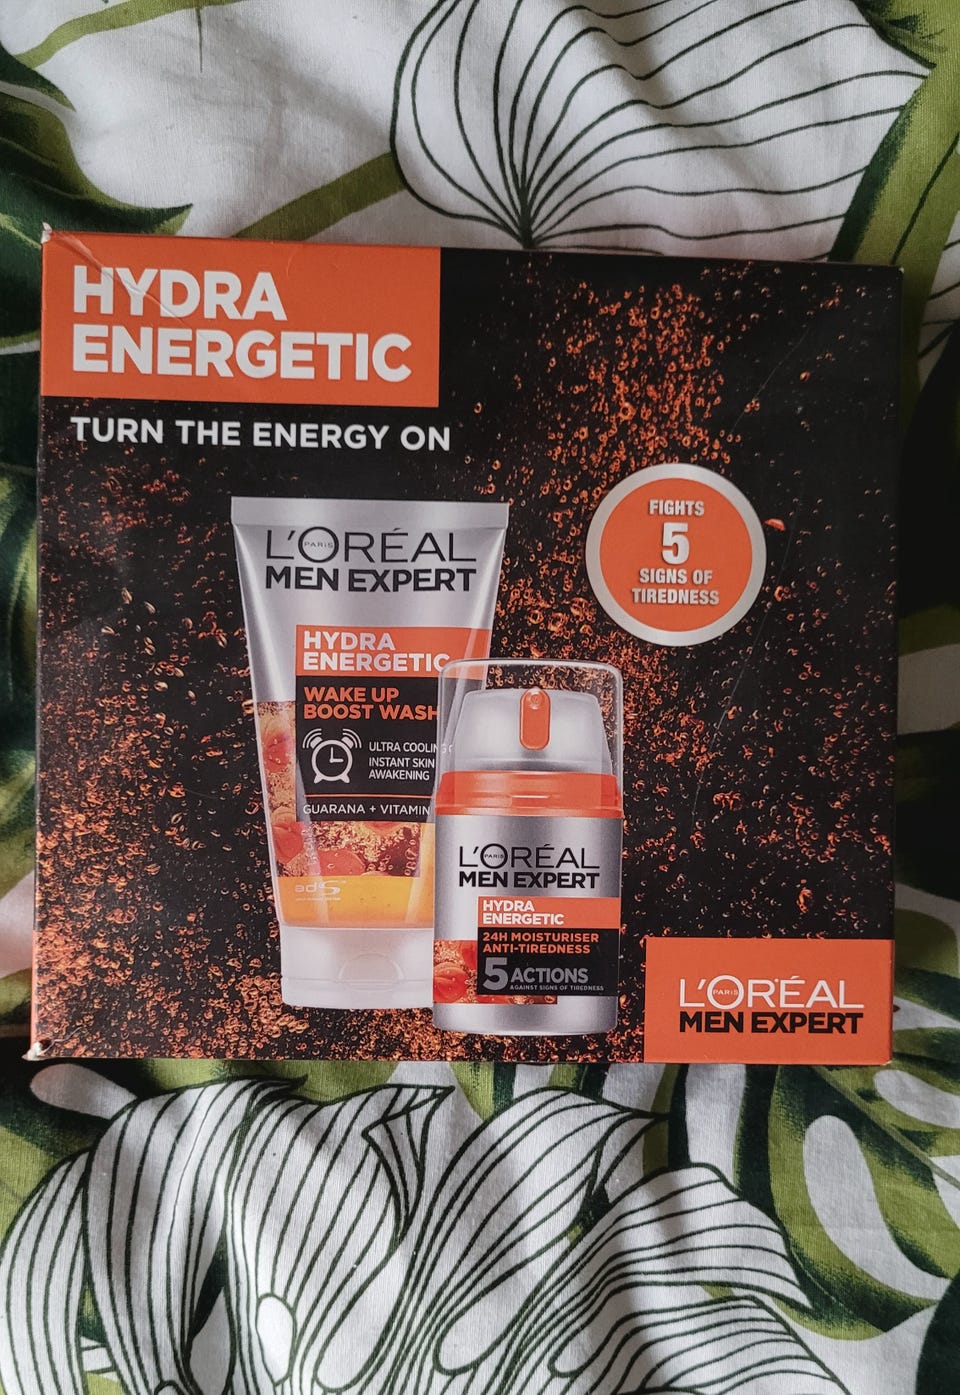 HYDRA
ENERGETIC
TURN THE ENERGY ON
FIGHTS
5
SIGNS OF
TIREDNESS
L'ORÉAL
PARIS
MEN EXPERT
HYDRA
ENERGETIC
WAKE UP
BOOST WASH
ULTRA COOLING
INSTANT SKIN
AWAKENING
GUARANA + VITAMIN
L'ORÉAL
PARIS
MEN EXPERT
HYDRA
ENERGETIC
24H MOISTURISER
ANTI-TIREDNESS
5 ACTIONS
AGAINST SIGNS OF TIREDNESS
L'ORÉAL
PARIS
MEN EXPERT